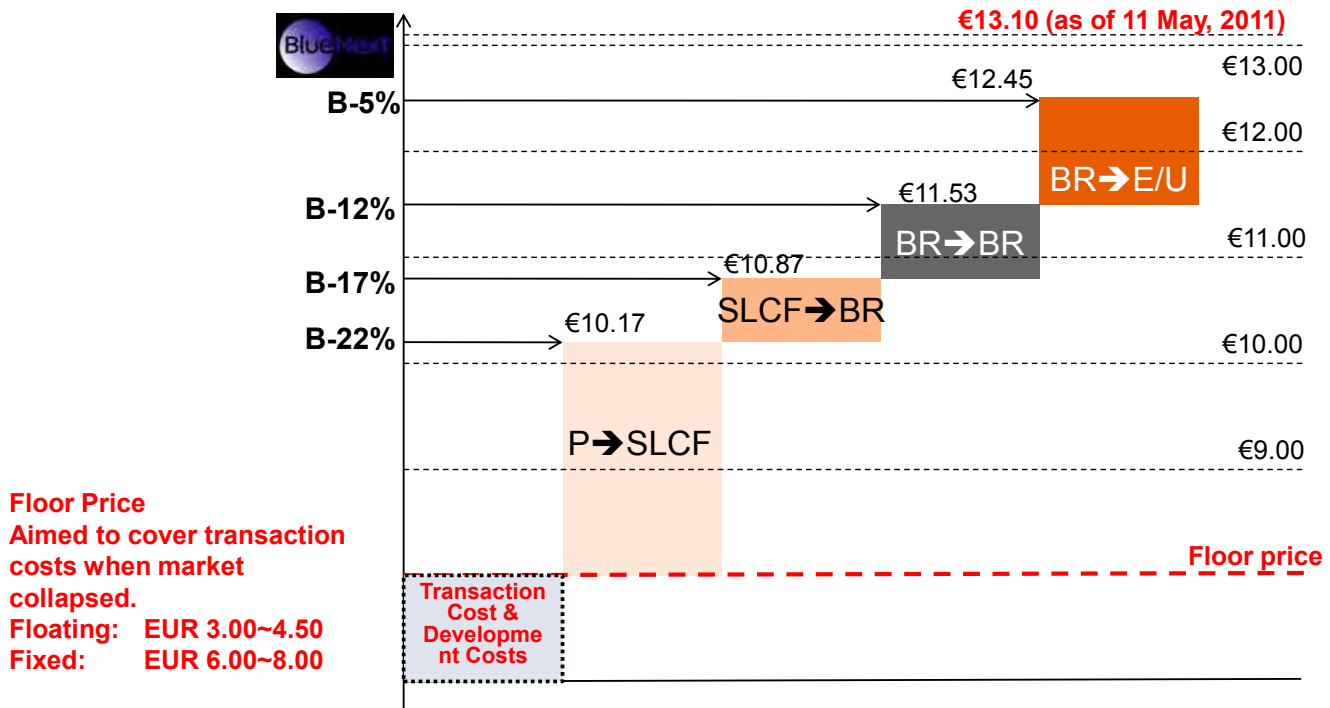 €13.10 (as of 11 May, 2011)
BlueNext
€13.00
€12.45
B-5%
€12.00
BR➔E/U
€11.53
B-12%
BR➔BR
€11.00
€10.87
B-17%
SLCF➔BR
€10.17
B-22%
€10.00
P➔SLCF
€9.00
Floor Price
Aimed to cover transaction
costs when market
collapsed.
Floating: EUR 3.00~4.50
Fixed: EUR 6.00~8.00
Floor price
Transaction
Cost &
Developme
nt Costs